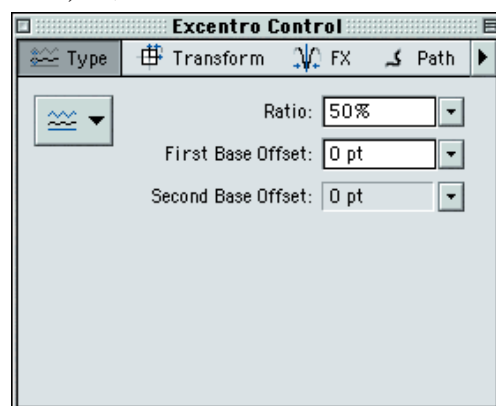 Excentro Control
Type Transform FX Path
Ratio: 50%
First Base Offset: 0 pt
Second Base Offset: 0 pt